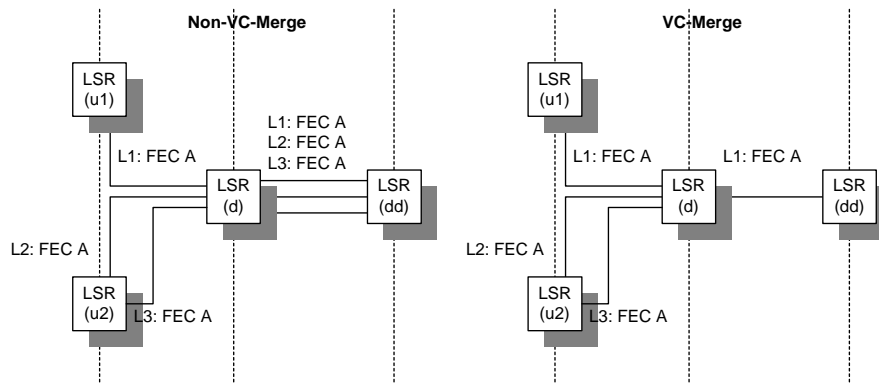 Non-VC-Merge
LSR
(u1)
L1: FEC A
L1: FEC A
L2: FEC A
L3: FEC A
LSR
(d)
LSR
(dd)
L2: FEC A
LSR
(u2)
L3: FEC A
VC-Merge
LSR
(u1)
L1: FEC A
L1: FEC A
LSR
(d)
LSR
(dd)
L2: FEC A
LSR
(u2)
L3: FEC A